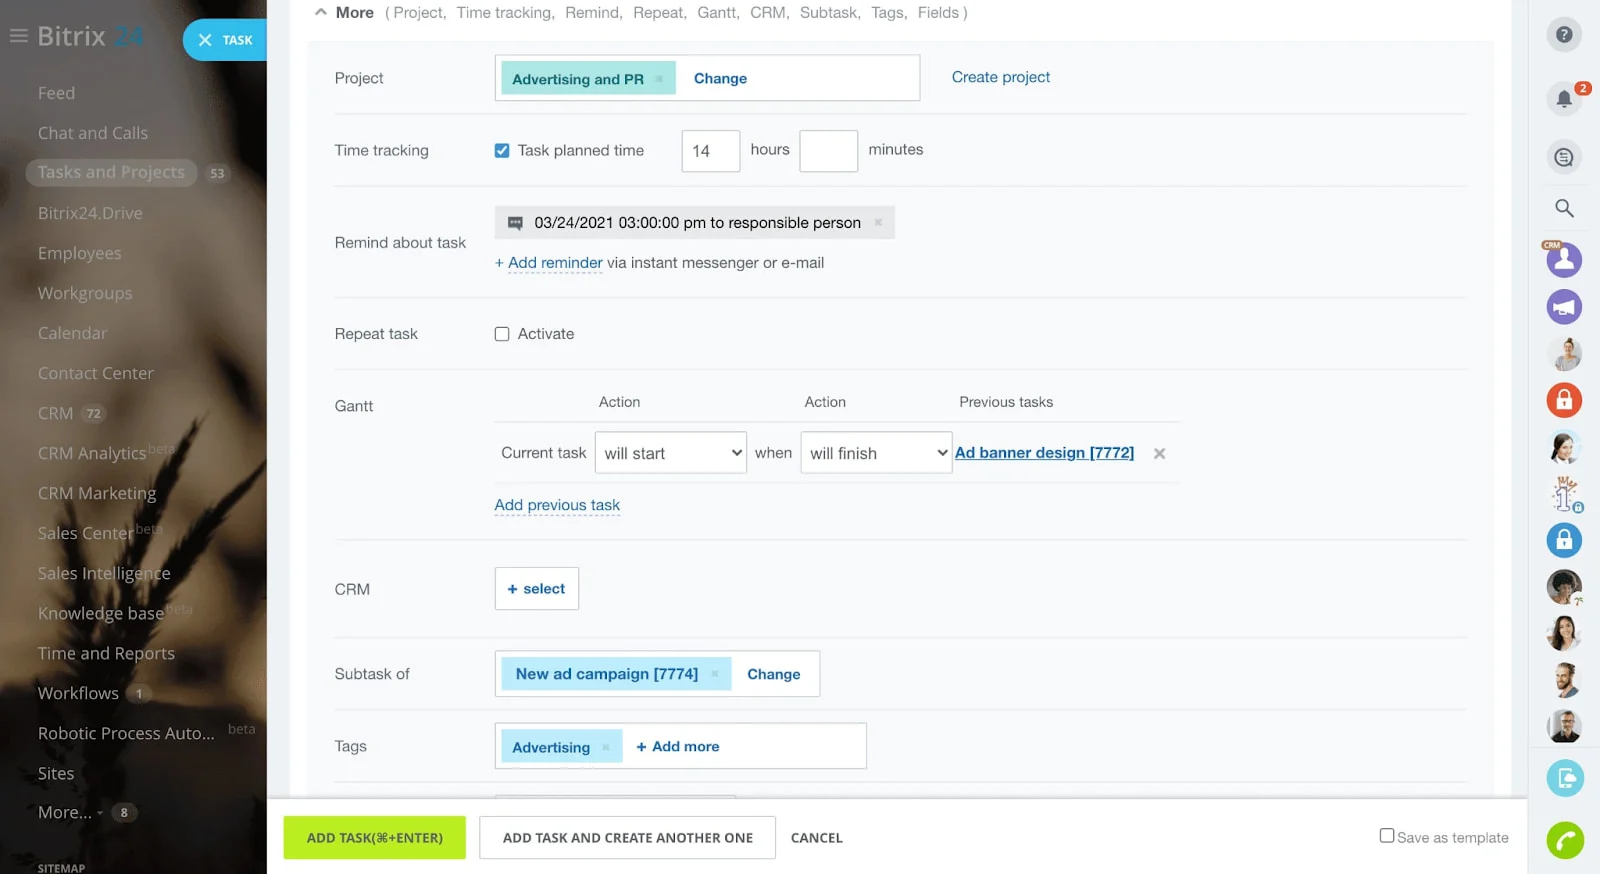 More ( Project, Time tracking, Remind, Repeat, Gantt, CRM, Subtask, Tags, Fields )
Bitrix 24
TASK
Feed
Chat and Calls
Tasks and Projects 53
Bitrix24.Drive
Employees
Workgroups
Calendar
Contact Center
CRM 72
CRM Analytics beta
CRM Marketing
Sales Center beta
Sales Intelligence
Knowledge base beta
Time and Reports
Workflows 1
Robotic Process Auto... beta
Sites
More... 8
SITEMAP
Project Advertising and PR Change Create project
Time tracking Task planned time 14 hours minutes
Remind about task
03/24/2021 03:00:00 pm to responsible person
+ Add reminder via instant messenger or e-mail
Repeat task Activate
Gantt
Action Action Previous tasks
Current task will start when will finish Ad banner design [7772]
Add previous task
CRM + select
Subtask of New ad campaign [7774] Change
Tags Advertising + Add more
ADD TASK(⌘+ENTER) ADD TASK AND CREATE ANOTHER ONE CANCEL Save as template
2
CRM